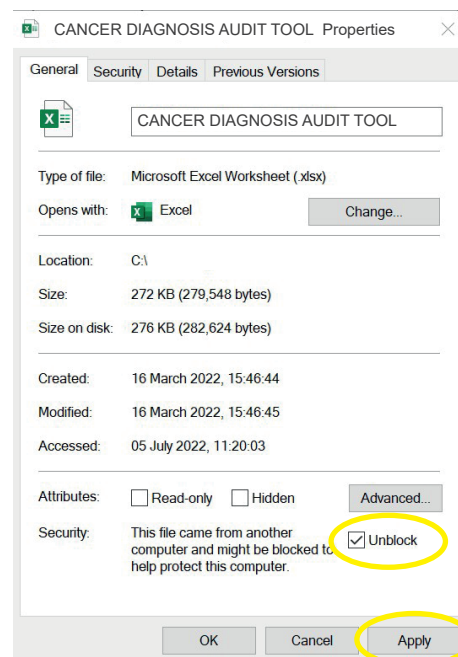 CANCER DIAGNOSIS AUDIT TOOL Properties
General Security Details Previous Versions
CANCER DIAGNOSIS AUDIT TOOL
Type of file: Microsoft Excel Worksheet (.xlsx)
Opens with: Excel Change...
Location: C:\
Size: 272 KB (279,548 bytes)
Size on disk: 276 KB (282,624 bytes)
Created: 16 March 2022, 15:46:44
Modified: 16 March 2022, 15:46:45
Accessed: 05 July 2022, 11:20:03
Attributes: Read-only Hidden Advanced...
Security: This file came from another Unblock
computer and might be blocked to
help protect this computer.
OK Cancel Apply